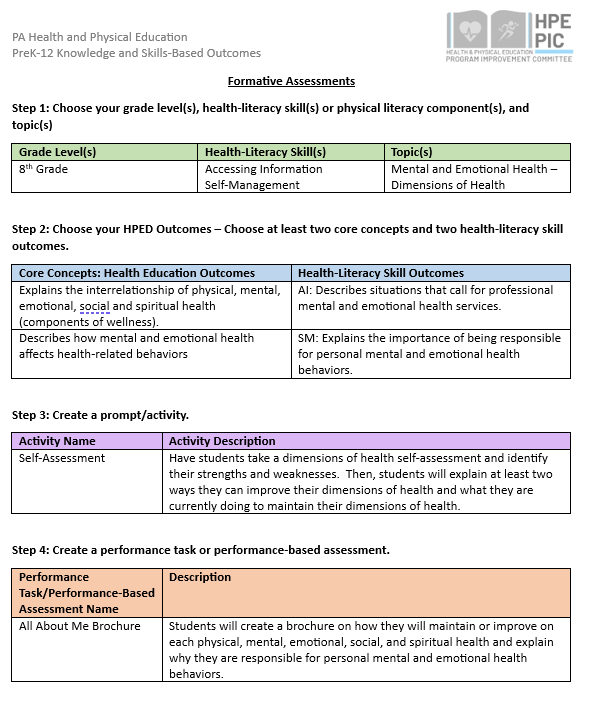 PA Health and Physical Education
PreK-12 Knowledge and Skills-Based Outcomes
HPE
PIC
HEALTH & PHYSICAL EDUCATION
PROGRAM IMPROVEMENT COMMITTEE
Formative Assessments
Step 1: Choose your grade level(s), health-literacy skill(s) or physical literacy component(s), and
topic(s)
Grade Level(s)
Health-Literacy Skill(s)
Topic(s)
8th Grade
Accessing Information
Self-Management
Mental and Emotional Health –
Dimensions of Health
Step 2: Choose your HPED Outcomes – Choose at least two core concepts and two health-literacy skill
outcomes.
Core Concepts: Health Education Outcomes
Health-Literacy Skill Outcomes
Explains the interrelationship of physical, mental,
emotional, social and spiritual health
(components of wellness).
AI: Describes situations that call for professional
mental and emotional health services.
Describes how mental and emotional health
affects health-related behaviors
SM: Explains the importance of being responsible
for personal mental and emotional health
behaviors.
Step 3: Create a prompt/activity.
Activity Name
Activity Description
Self-Assessment
Have students take a dimensions of health self-assessment and identify
their strengths and weaknesses.  Then, students will explain at least two
ways they can improve their dimensions of health and what they are
currently doing to maintain their dimensions of health.
Step 4: Create a performance task or performance-based assessment.
Performance
Task/Performance-Based
Assessment Name
Description
All About Me Brochure
Students will create a brochure on how they will maintain or improve on
each physical, mental, emotional, social, and spiritual health and explain
why they are responsible for personal mental and emotional health
behaviors.